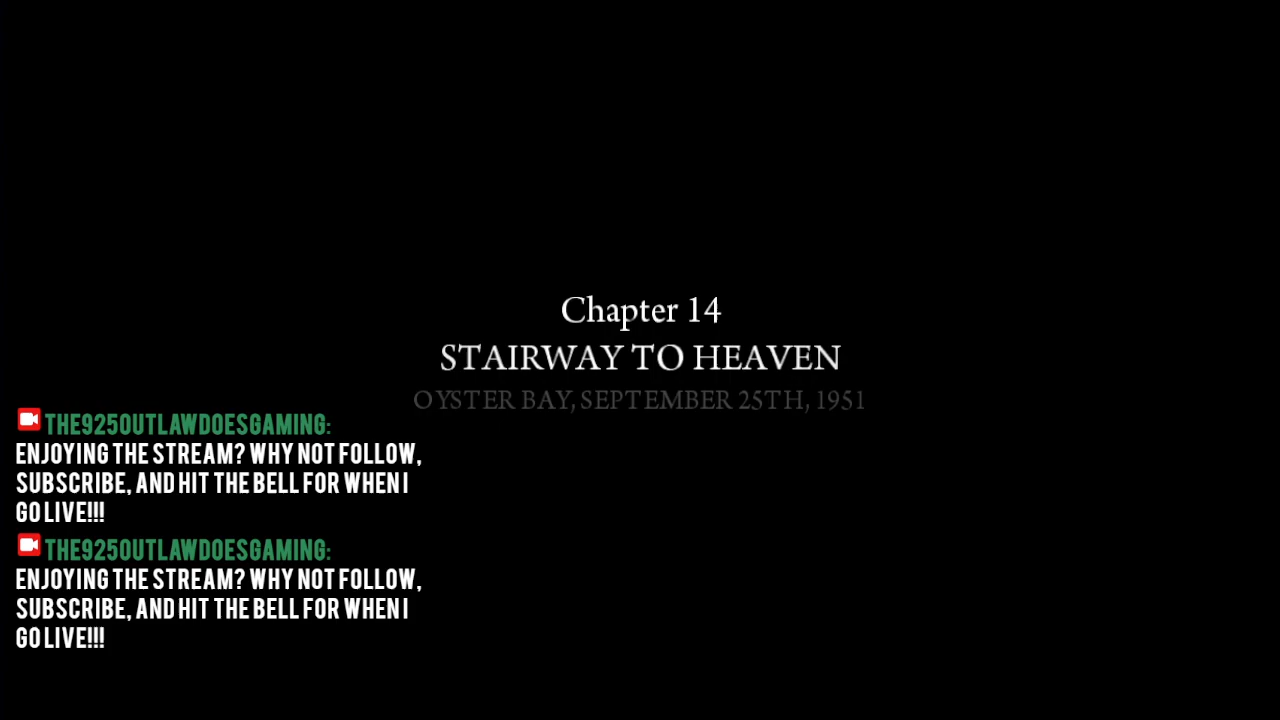 Chapter 14
STAIRWAY TO HEAVEN
OYSTER BAY, SEPTEMBER 25TH, 1951
THE925OUTLAWDOESGAMING:
ENJOYING THE STREAM? WHY NOT FOLLOW,
SUBSCRIBE, AND HIT THE BELL FOR WHEN I
GO LIVE!!!
THE925OUTLAWDOESGAMING:
ENJOYING THE STREAM? WHY NOT FOLLOW,
SUBSCRIBE, AND HIT THE BELL FOR WHEN I
GO LIVE!!!